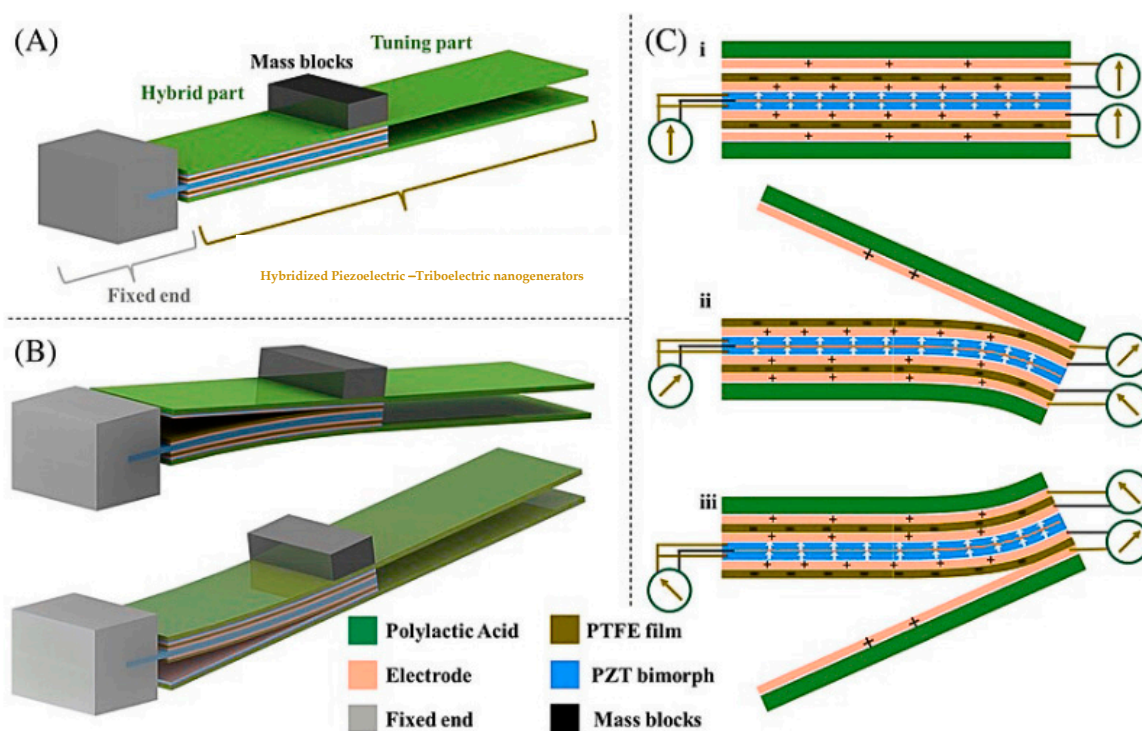 (A)
Tuning part
Mass blocks
Hybrid part
Fixed end
Hybridized Piezoelectric –Triboelectric nanogenerators
(B)
Polylactic Acid
PTFE film
Electrode
PZT bimorph
Fixed end
Mass blocks
(C)
i
+ + +
+ + + +
+ + + +
+ + +
ii
+ +
+ + + + +
+ + + +
+ + + +
iii
+ + + +
+ + + +
+ + + +
+ +